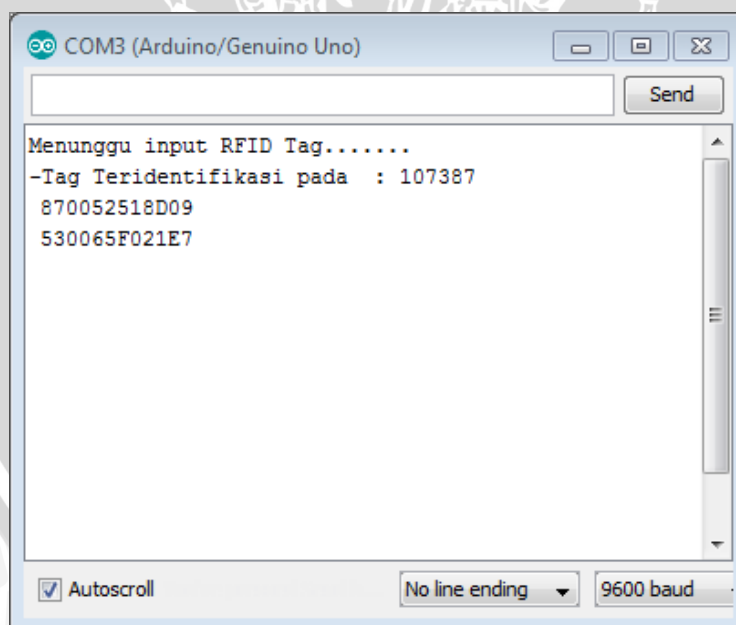 COM3 (Arduino/Genuino Uno)
Send
Menunggu input RFID Tag.......
-Tag Teridentifikasi pada  : 107387
870052518D09
530065F021E7
Autoscroll
No line ending
9600 baud